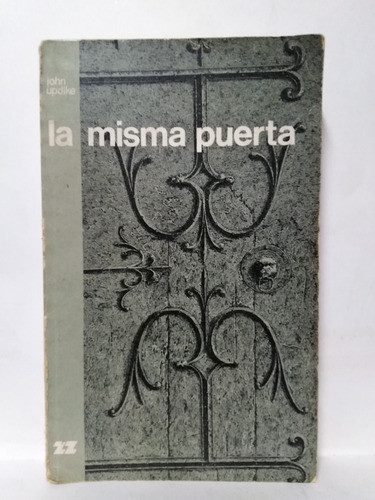 john
updike
la misma puerta
zz